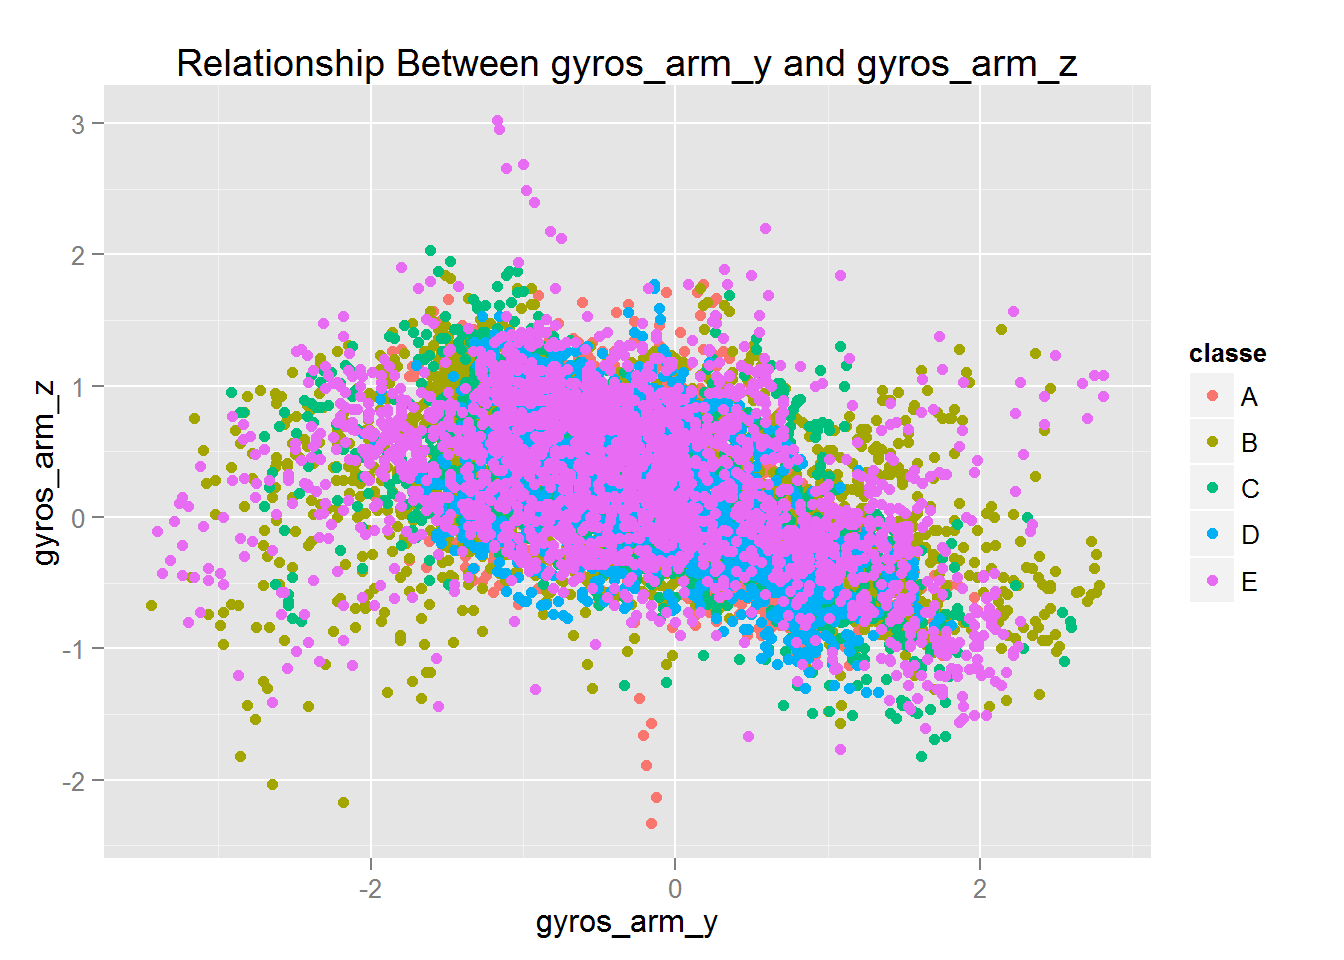 Relationship Between gyros_arm_y and gyros_arm_z
3
2
1
0
-1
-2
gyros_arm_z
-2
0
2
gyros_arm_y
classe
A
B
C
D
E